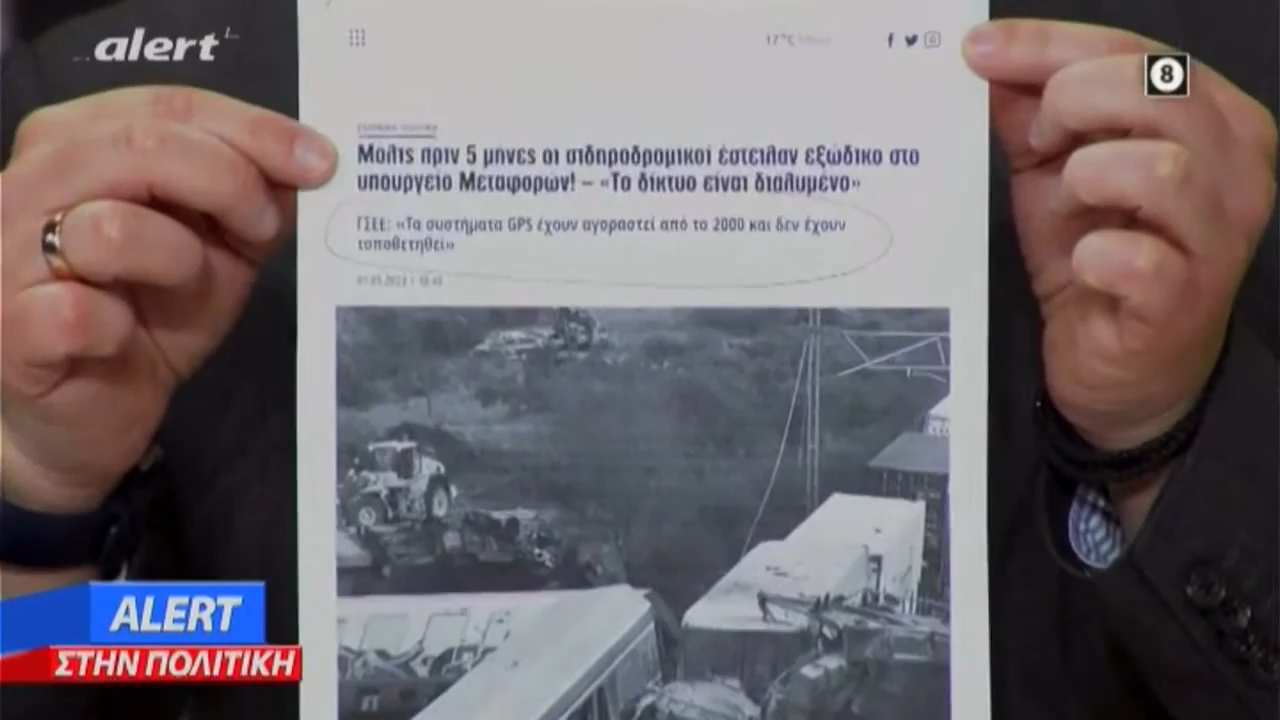 alert
17 °C
8
Μόλις πριν 5 μήνες οι σιδηροδρομικοί έστειλαν εξώδικο στο
υπουργείο Μεταφορών! – «Το δίκτυο είναι διαλυμένο»
ΓΣΕΕ: «Τα συστήματα GPS έχουν αγοραστεί από το 2000 και δεν έχουν
τοποθετηθεί»
ALERT
ΣΤΗΝ ΠΟΛΙΤΙΚΗ